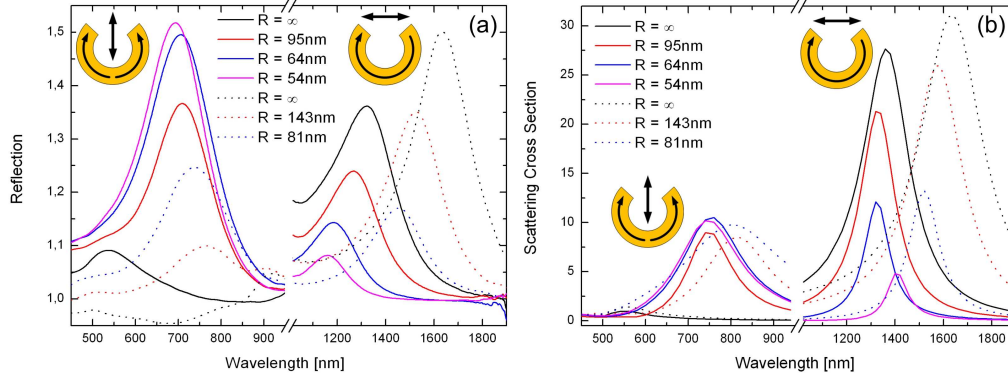 (a)
R = ∞
R = 95nm
R = 64nm
R = 54nm
R = ∞
R = 143nm
R = 81nm
1,5
1,4
1,3
1,2
1,1
1,0
Reflection
500 600 700 800 900 1200 1400 1600 1800
Wavelength [nm]
(b)
R = ∞
R = 95nm
R = 64nm
R = 54nm
R = ∞
R = 143nm
R = 81nm
30
25
20
15
10
5
0
Scattering Cross Section
500 600 700 800 900 1200 1400 1600 1800
Wavelength [nm]